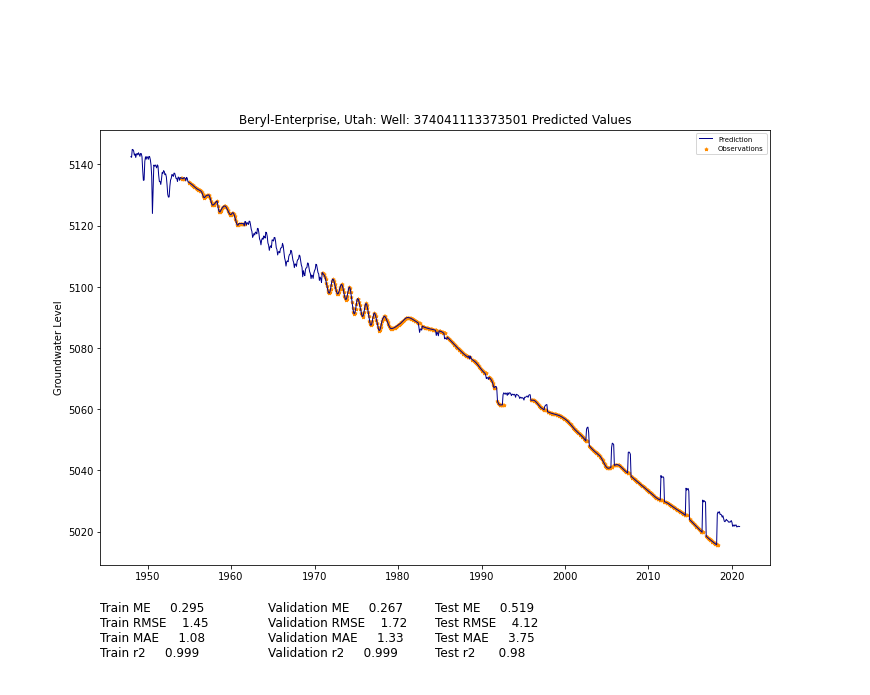 Beryl-Enterprise, Utah: Well: 374041113373501 Predicted Values
Prediction
Observations
Groundwater Level
5140
5120
5100
5080
5060
5040
5020
1950 1960 1970 1980 1990 2000 2010 2020
Train ME 0.295 Validation ME 0.267 Test ME 0.519
Train RMSE 1.45 Validation RMSE 1.72 Test RMSE 4.12
Train MAE 1.08 Validation MAE 1.33 Test MAE 3.75
Train r2 0.999 Validation r2 0.999 Test r2 0.98